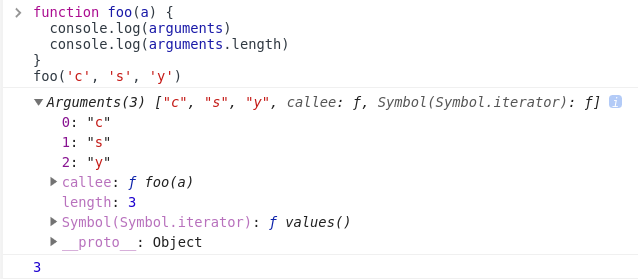 function foo(a) {
console.log(arguments)
console.log(arguments.length)
}
foo('c', 's', 'y')
Arguments(3) ["c", "s", "y", callee: ƒ, Symbol(Symbol.iterator): ƒ] i
0: "c"
1: "s"
2: "y"
callee: ƒ foo(a)
length: 3
Symbol(Symbol.iterator): ƒ values()
__proto__: Object
3